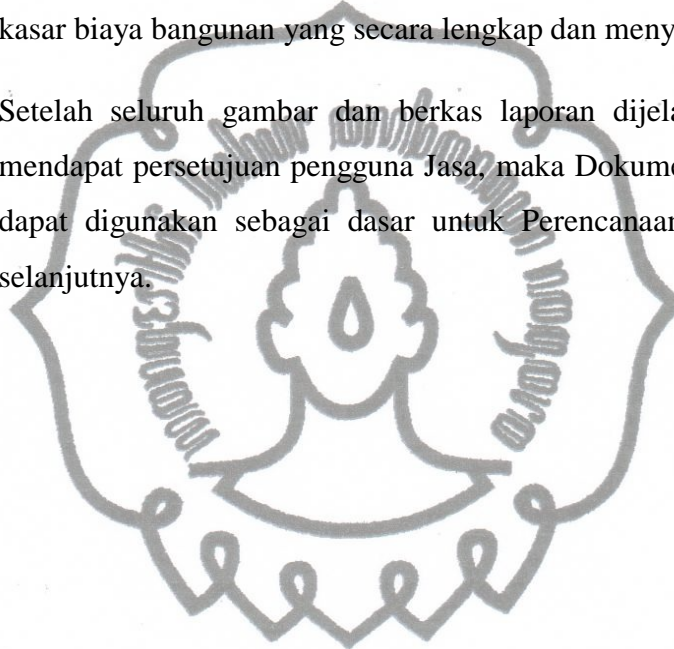 kasar biaya bangunan yang secara lengkap dan meny
Setelah seluruh gambar dan berkas laporan dijela
mendapat persetujuan pengguna Jasa, maka Dokume
dapat digunakan sebagai dasar untuk Perencanaan
selanjutnya.